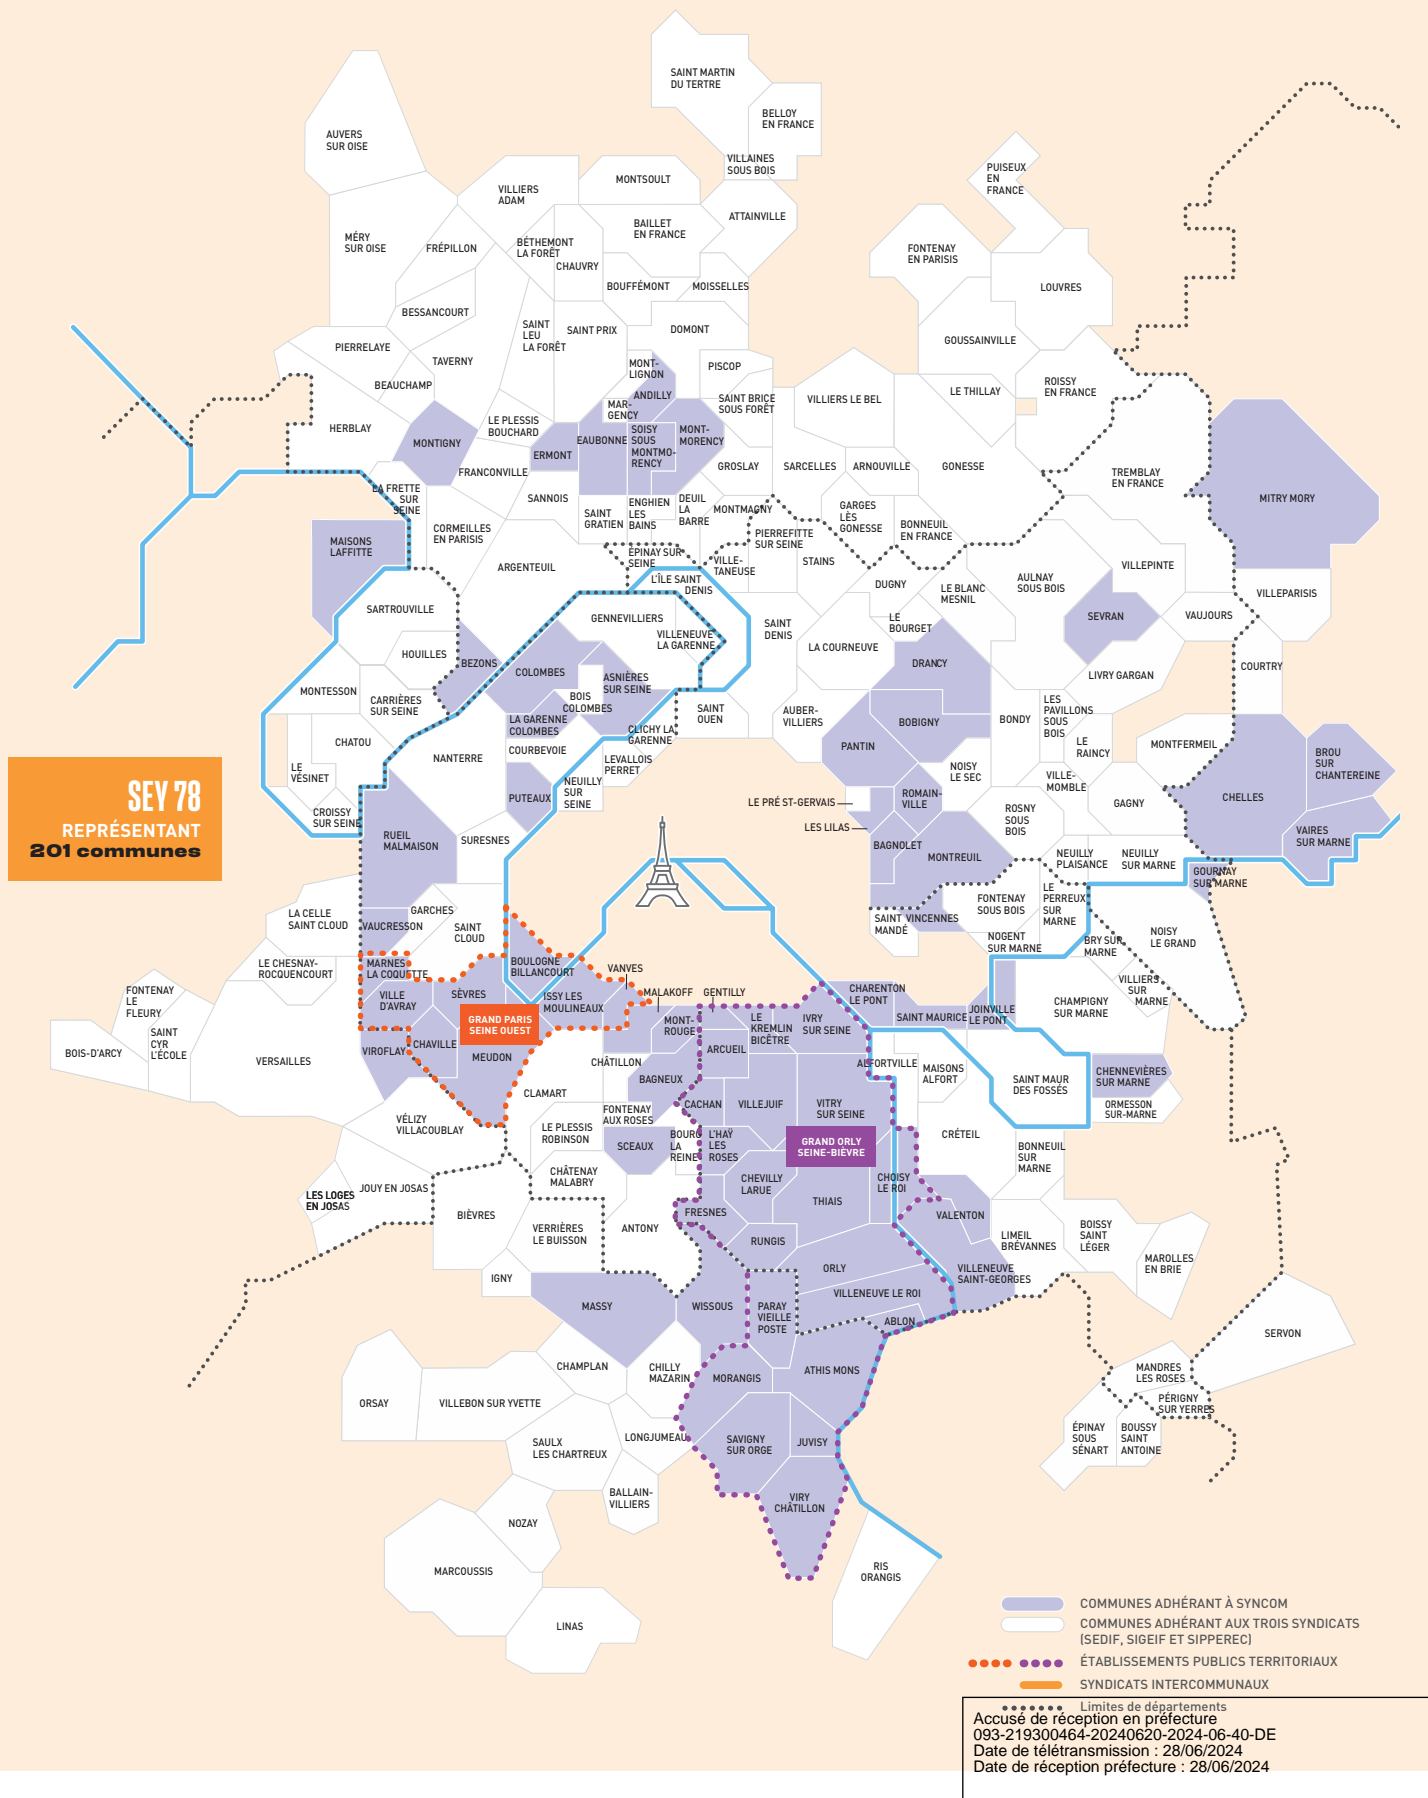 SAINT MARTIN
DU TERTRE
BELLOY
EN FRANCE
AUVERS
SUR OISE
VILLAINES
SOUS BOIS
PUISEUX
EN
FRANCE
MONTSOULT
VILLIERS
ADAM
ATTAINVILLE
BAILLET
EN FRANCE
MÉRY
SUR OISE
FRÉPILLON
BÉTHEMONT
LA FORÊT
CHAUVRY
FONTENAY
EN PARISIS
BOUFFÉMONT
MOISSELLES
LOUVRES
BESSANCOURT
SAINT
LEU
LA FORÊT
SAINT PRIX
DOMONT
GOUSSAINVILLE
PIERRELAYE
TAVERNY
MONT-
LIGNON
PISCOP
BEAUCHAMP
ANDILLY
SAINT BRICE
SOUS FORÊT
VILLIERS LE BEL
LE THILLAY
ROISSY
EN FRANCE
MAR-
GENCY
HERBLAY
LE PLESSIS
BOUCHARD
MONTIGNY
EAUBONNE
SOISY
SOUS
MONTMO-
RENCY
MONT-
MORENCY
ERMONT
GROSLAY
SARCELLES
ARNOUVILLE
GONESSE
FRANCONVILLE
TREMBLAY
EN FRANCE
MITRY MORY
LA FRETTE
SUR
SEINE
SANNOIS
SAINT
GRATIEN
ENGHIEN
LES
BAINS
DEUIL
LA
BARRE
MONTMAGNY
GARGES
LÈS
GONESSE
BONNEUIL
EN FRANCE
CORMEILLES
EN PARISIS
PIERREFITTE
SUR SEINE
MAISONS
LAFFITTE
ARGENTEUIL
ÉPINAY SUR
SEINE
VILLE-
TANEUSE
STAINS
VILLEPINTE
L'ÎLE SAINT
DENIS
DUGNY
LE BLANC
MESNIL
AULNAY
SOUS BOIS
VILLEPARISIS
SARTROUVILLE
GENNEVILLIERS
SAINT
DENIS
LE
BOURGET
SEVRAN
VAUJOURS
VILLENEUVE
LA GARENNE
LA COURNEUVE
HOUILLES
BEZONS
DRANCY
COURTRY
COLOMBES
ASNIÈRES
SUR SEINE
LIVRY GARGAN
MONTESSON
BOIS
COLOMBES
CARRIÈRES
SUR SEINE
SAINT
OUEN
AUBER-
VILLIERS
BOBIGNY
BONDY
LES
PAVILLONS
SOUS
BOIS
LA GARENNE
COLOMBES
CLICHY LA
GARENNE
CHATOU
COURBEVOIE
PANTIN
LE
RAINCY
MONTFERMEIL
BROU
SUR
CHANTEREINE
NANTERRE
LEVALLOIS
PERRET
LE
VÉSINET
NOISY
LE SEC
VILLE-
MOMBLE
SEY 78
REPRÉSENTANT
201 communes
NEUILLY
SUR
SEINE
PUTEAUX
ROMAIN-
VILLE
LE PRÉ ST-GERVAIS
GAGNY
CHELLES
CROISSY
SUR SEINE
ROSNY
SOUS
BOIS
LES LILAS
VAIRES
SUR MARNE
RUEIL
MALMAISON
SURESNES
BAGNOLET
MONTREUIL
NEUILLY
PLAISANCE
NEUILLY
SUR MARNE
GOURNAY
SUR MARNE
LE
PERREUX
SUR
MARNE
FONTENAY
SOUS BOIS
LA CELLE
SAINT CLOUD
GARCHES
VAUCRESSON
SAINT
CLOUD
SAINT
MANDÉ
VINCENNES
NOGENT
SUR MARNE
BRY SUR
MARNE
NOISY
LE GRAND
LE CHESNAY-
ROCQUENCOURT
MARNES
LA COQUETTE
BOULOGNE
BILLANCOURT
VANVES
FONTENAY
LE
FLEURY
VILLE
D'AVRAY
SÈVRES
ISSY LES
MOULINEAUX
MALAKOFF
GENTILLY
CHARENTON
LE PONT
SAINT MAURICE
JOINVILLE
LE PONT
CHAMPIGNY
SUR MARNE
VILLIERS
SUR
MARNE
GRAND PARIS
SEINE OUEST
MONT-
ROUGE
LE
KREMLIN
BICÊTRE
IVRY
SUR SEINE
SAINT
CYR
L'ÉCOLE
BOIS-D'ARCY
VERSAILLES
VIROFLAY
CHAVILLE
MEUDON
CHÂTILLON
ARCUEIL
ALFORTVILLE
MAISONS
ALFORT
SAINT MAUR
DES FOSSÉS
CHENNEVIÈRES
SUR MARNE
CLAMART
BAGNEUX
ORMESSON
SUR-MARNE
CACHAN
VILLEJUIF
VITRY
SUR SEINE
VÉLIZY
VILLACOUBLAY
FONTENAY
AUX ROSES
LE PLESSIS
ROBINSON
BOURG
LA
REINE
L'HAŸ
LES
ROSES
GRAND ORLY
SEINE-BIÈVRE
CRÉTEIL
SCEAUX
BONNEUIL
SUR
MARNE
CHÂTENAY
MALABRY
CHEVILLY
LARUE
CHOISY
LE ROI
JOUY EN JOSAS
LES LOGES
EN JOSAS
THIAIS
BIÈVRES
FRESNES
VALENTON
VERRIÈRES
LE BUISSON
ANTONY
RUNGIS
LIMEIL
BRÉVANNES
BOISSY
SAINT
LÉGER
MAROLLES
EN BRIE
IGNY
ORLY
VILLENEUVE
SAINT-GEORGES
VILLENEUVE LE ROI
MASSY
WISSOUS
PARAY
VIEILLE
POSTE
ABLON
SERVON
CHAMPLAN
CHILLY
MAZARIN
MORANGIS
ATHIS MONS
MANDRES
LES ROSES
ORSAY
VILLEBON SUR YVETTE
PÉRIGNY
SUR YERRES
SAULX
LES CHARTREUX
LONGJUMEAU
SAVIGNY
SUR ORGE
JUVISY
ÉPINAY
SOUS
SÉNART
BOUSSY
SAINT
ANTOINE
BALLAIN-
VILLIERS
VIRY
CHÂTILLON
NOZAY
MARCOUSSIS
RIS
ORANGIS
LINAS
COMMUNES ADHÉRANT À SYNCOM
COMMUNES ADHÉRANT AUX TROIS SYNDICATS
(SEDIF, SIGEIF ET SIPPEREC)
ÉTABLISSEMENTS PUBLICS TERRITORIAUX
SYNDICATS INTERCOMMUNAUX
Limites de départements
Accusé de réception en préfecture
093-219300464-20240620-2024-06-40-DE
Date de télétransmission : 28/06/2024
Date de réception préfecture : 28/06/2024